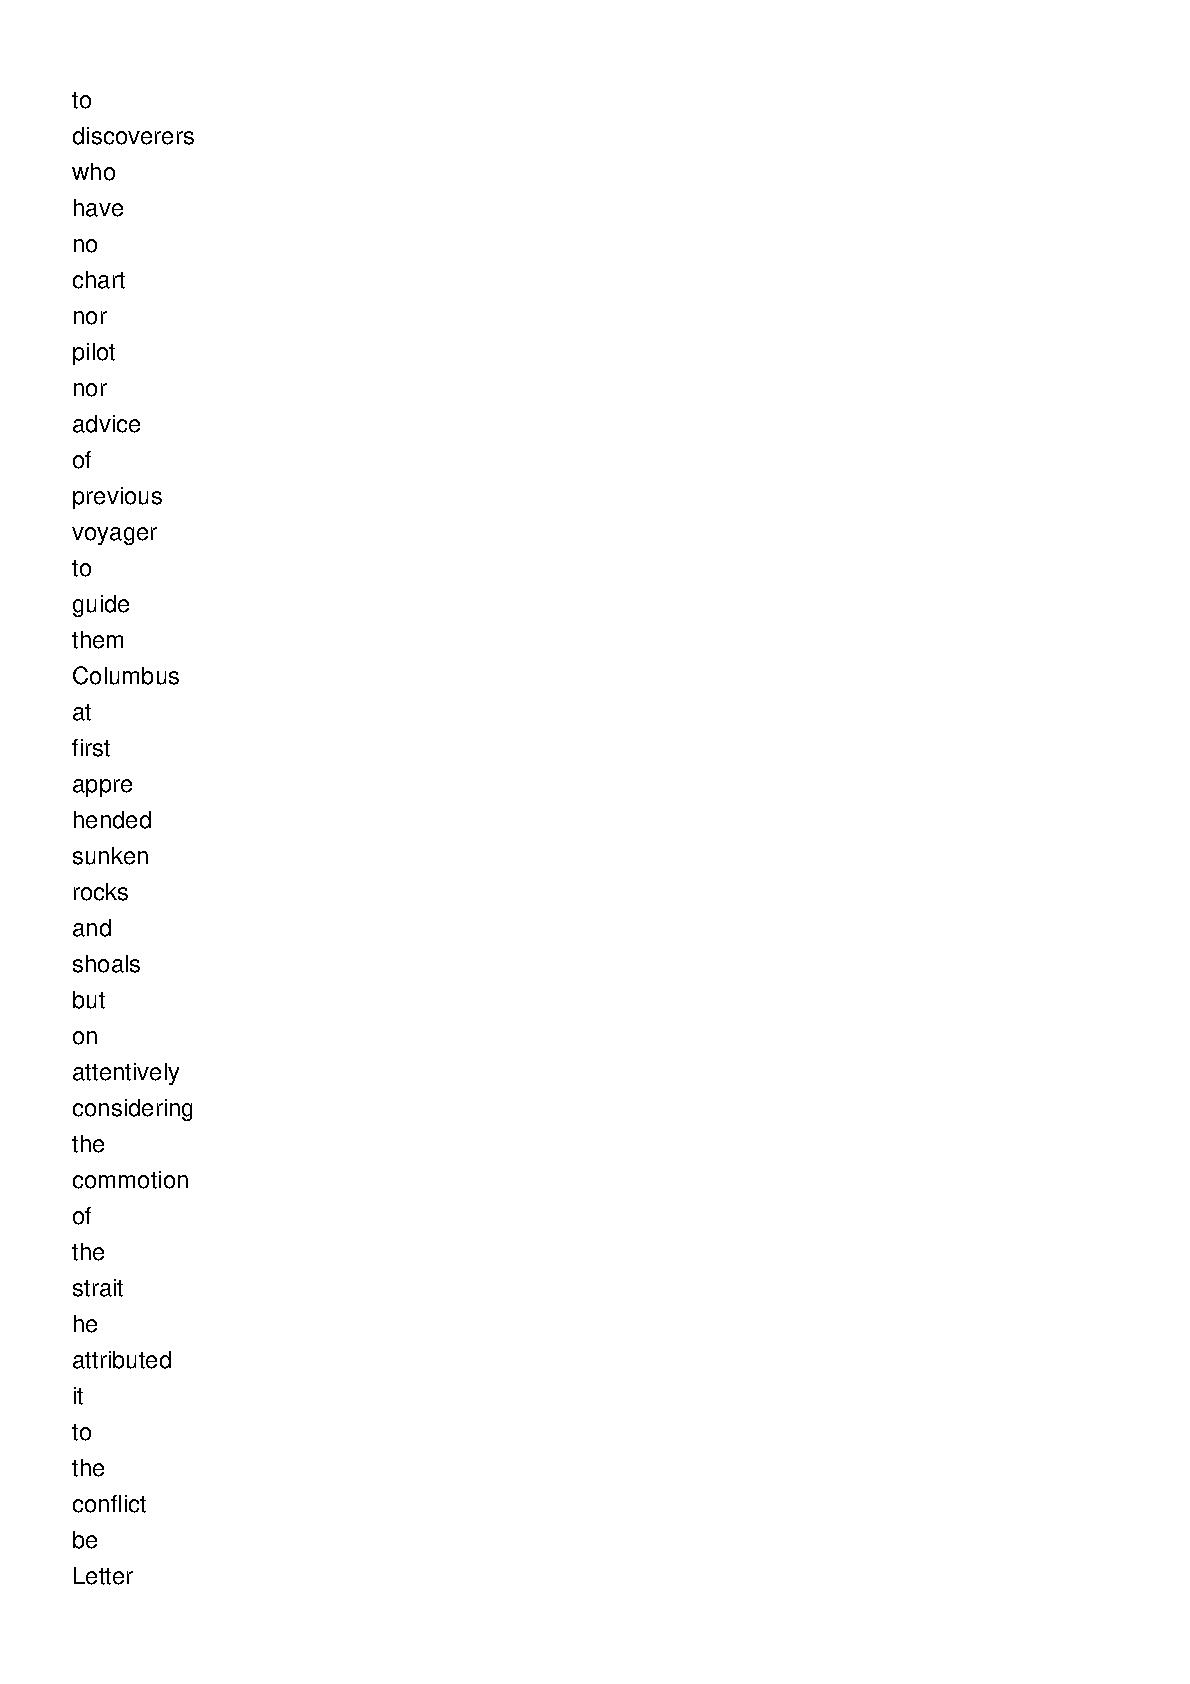 to
discoverers
who
have
no
chart
nor
pilot
nor
advice
of
previous
voyager
to
guide
them
Columbus
at
first
appre
hended
sunken
rocks
and
shoals
but
on
attentively
considering
the
commotion
of
the
strait
he
attributed
it
to
the
conflict
be
Letter